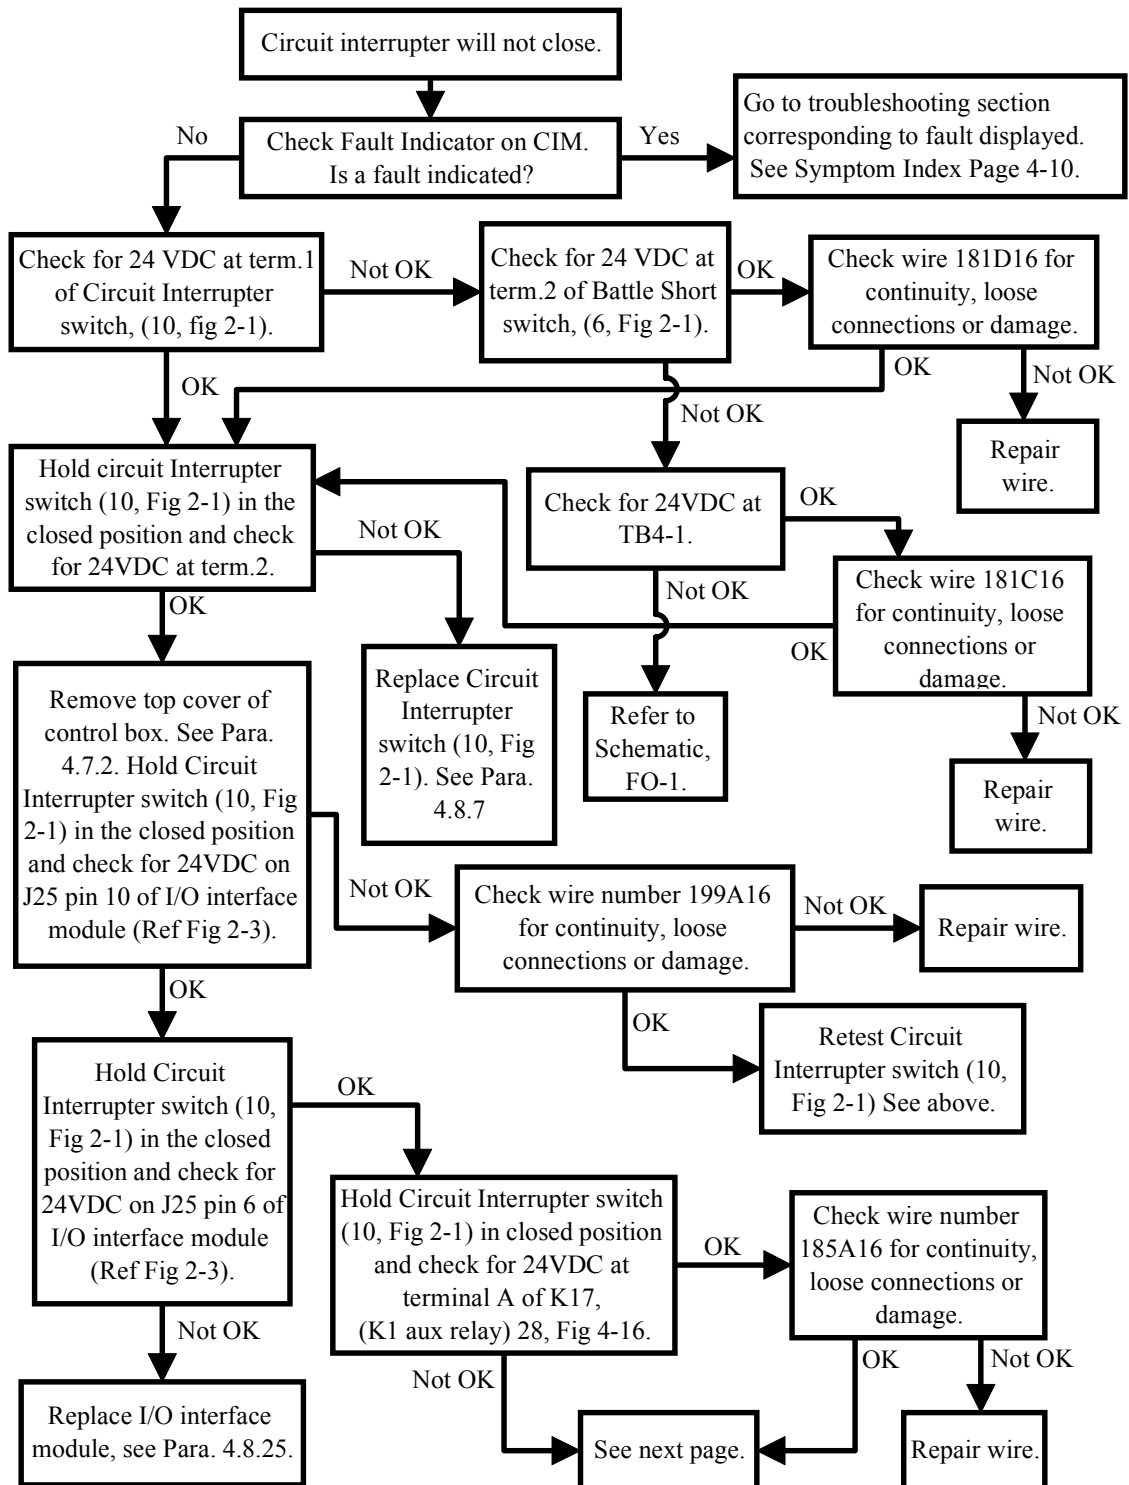 Circuit interrupter will not close.
Check Fault Indicator on CIM.
Is a fault indicated?
No
Yes
Go to troubleshooting section
corresponding to fault displayed.
See Symptom Index Page 4-10.
Check for 24 VDC at term.1
of Circuit Interrupter
switch, (10, fig 2-1).
Not OK
Check for 24 VDC at
term.2 of Battle Short
switch, (6, Fig 2-1).
OK
Check wire 181D16 for
continuity, loose
connections or damage.
OK
OK
Not OK
Not OK
Repair
wire.
Hold circuit Interrupter
switch (10, Fig 2-1) in the
closed position and check
for 24VDC at term.2.
Not OK
Check for 24VDC at
TB4-1.
OK
Check wire 181C16
for continuity, loose
connections or
damage.
OK
Not OK
OK
Not OK
Repair
wire.
Refer to
Schematic,
FO-1.
Replace Circuit
Interrupter
switch (10, Fig
2-1). See Para.
4.8.7
Remove top cover of
control box. See Para.
4.7.2. Hold Circuit
Interrupter switch (10, Fig
2-1) in the closed position
and check for 24VDC on
J25 pin 10 of I/O interface
module (Ref Fig 2-3).
Not OK
Check wire number 199A16
for continuity, loose
connections or damage.
Not OK
Repair wire.
OK
OK
Retest Circuit
Interrupter switch (10,
Fig 2-1) See above.
Hold Circuit
Interrupter switch (10,
Fig 2-1) in the closed
position and check for
24VDC on J25 pin 6 of
I/O interface module
(Ref Fig 2-3).
OK
Hold Circuit Interrupter switch
(10, Fig 2-1) in closed position
and check for 24VDC at
terminal A of K17,
(K1 aux relay) 28, Fig 4-16.
OK
Check wire number
185A16 for continuity,
loose connections or
damage.
Not OK
Not OK
OK
Not OK
Replace I/O interface
module, see Para. 4.8.25.
See next page.
Repair wire.